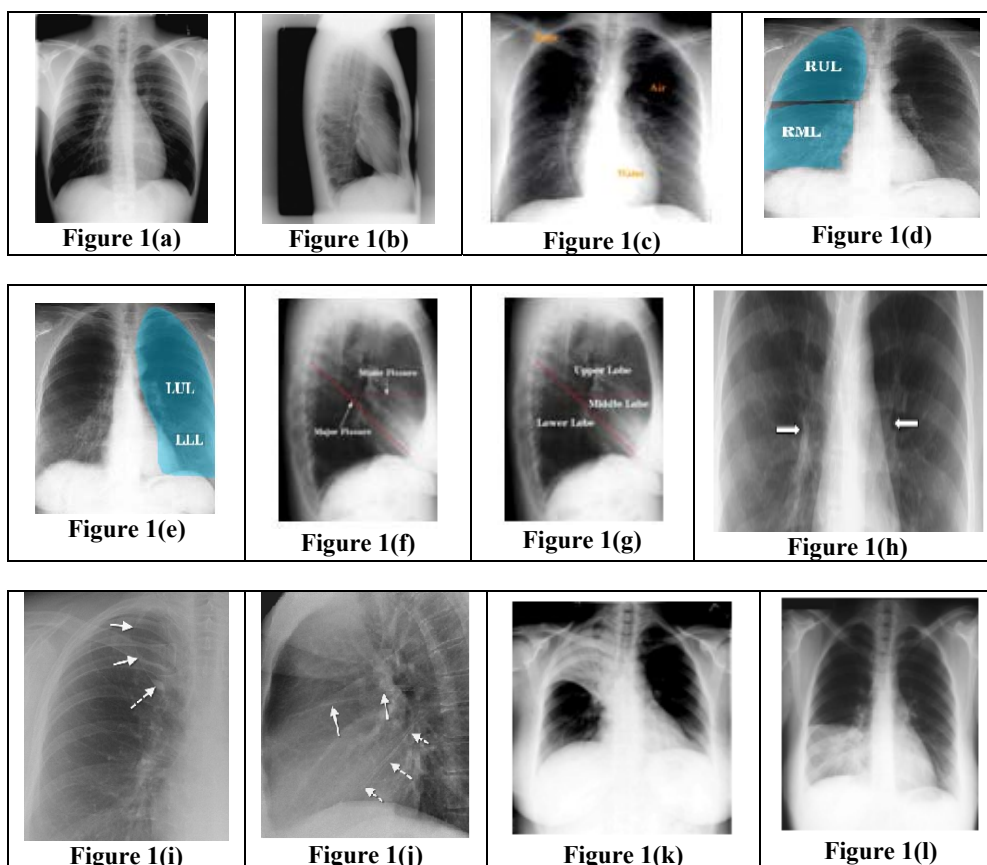 Air
Water
RUL
RML
Figure 1(a)
Figure 1(b)
Figure 1(c)
Figure 1(d)
LUL
LLL
Minor Fissure
Major Fissure
Upper Lobe
Middle Lobe
Lower Lobe
Figure 1(e)
Figure 1(f)
Figure 1(g)
Figure 1(h)
Figure 1(i)
Figure 1(j)
Figure 1(k)
Figure 1(l)